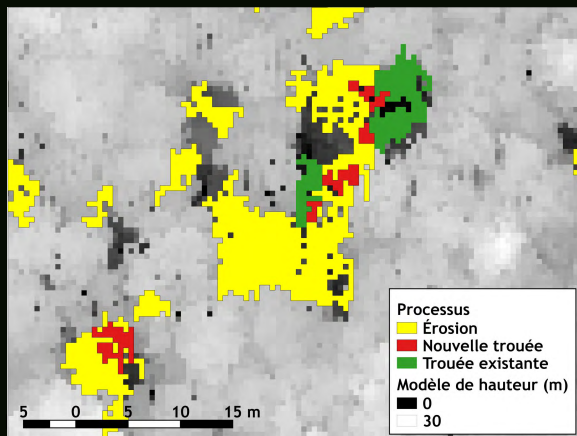 Processus
Érosion
Nouvelle trouée
Trouée existante
Modèle de hauteur (m)
0
30
5 0 5 10 15 m